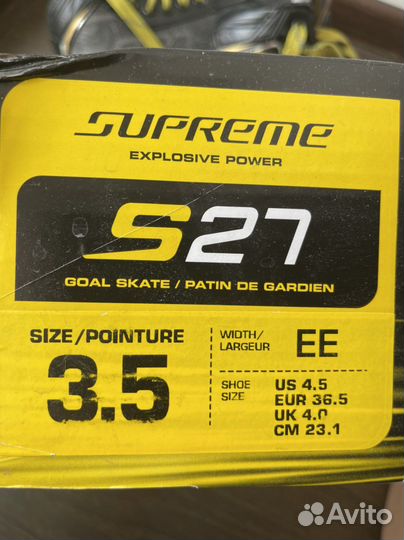 SUPREME
EXPLOSIVE POWER
S27
GOAL SKATE / PATIN DE GARDIEN
SIZE/POINTURE
3.5
WIDTH/
LARGEUR
EE
SHOE
SIZE
US 4.5
EUR 36.5
UK 4.0
CM 23.1
Avito